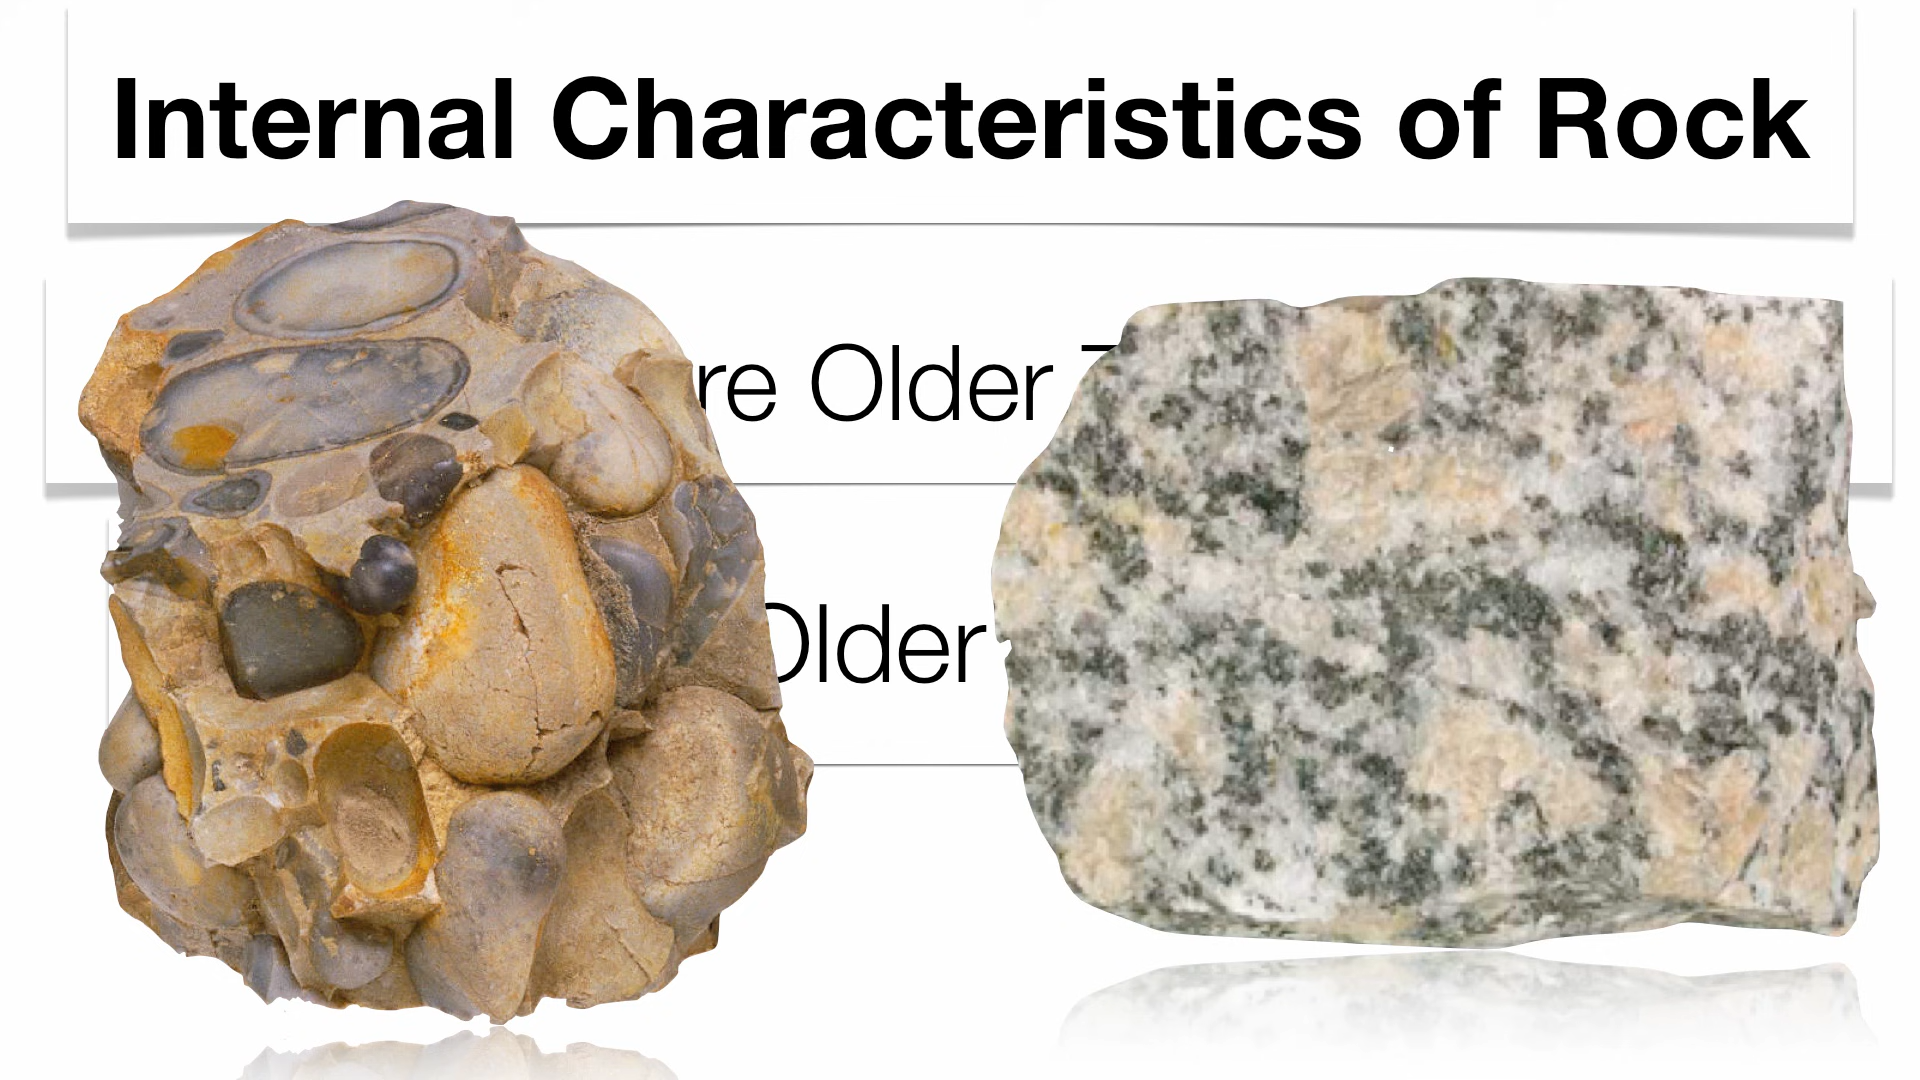 Internal Characteristics of Rock
re Older
Older